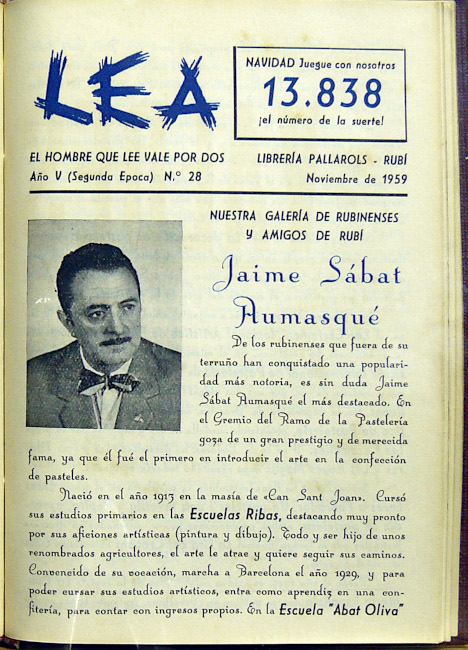 LEA
NAVIDAD Juegue con nosotros
13.838
¡el número de la suerte!
EL HOMBRE QUE LEE VALE POR DOS
LIBRERÍA PALLAROLS - RUBÍ
Año V (Segunda Epoca) N.º 28
Noviembre de 1959
NUESTRA GALERÍA DE RUBINENSES
Y AMIGOS DE RUBÍ
Jaime Sábat
Aumasqué
De los rubinenses que fuera de su
terruño han conquistado una populari-
dad más notoria, es sin duda Jaime
Sábat Aumasqué el más destacado. En
el Gremio del Ramo de la Pastelería
goza de un gran prestigio y de merecida
fama, ya que él fué el primero en introducir el arte en la confección
de pasteles.
Nació en el año 1913 en la masía de «Can Sant Joan». Cursó
sus estudios primarios en las Escuelas Ribas, destacando muy pronto
por sus aficiones artísticas (pintura y dibujo). Todo y ser hijo de unos
renombrados agricultores, el arte le atrae y quiere seguir sus caminos.
Convencido de su vocación, marcha a Barcelona el año 1929, y para
poder cursar sus estudios artísticos, entra como aprendiz en una con-
fitería, para contar con ingresos propios. En la Escuela "Abat Oliva"